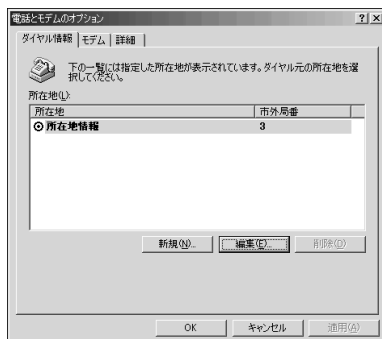 電話とモデムのオプション
ダイヤル情報 モデム 詳細
下の一覧には指定した所在地が表示されています。ダイヤル元の所在地を選
択してください。
所在地(L):
所在地 市外局番
所在地情報 3
新規(N)... 編集(E)... 削除(D)
OK キャンセル 適用(A)